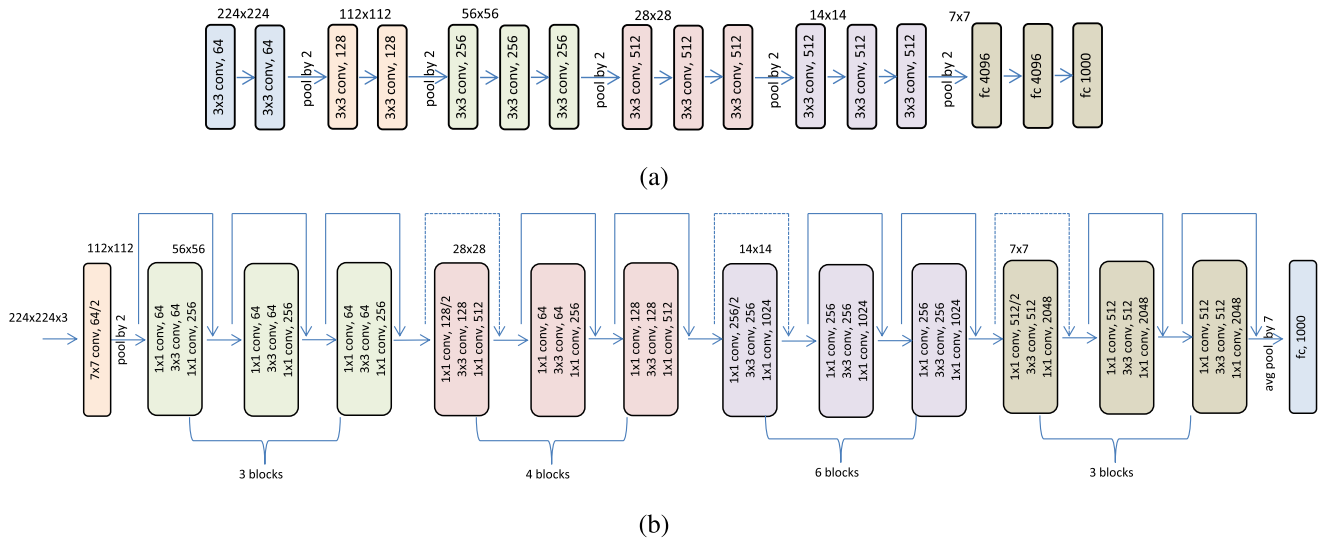 224x224
112x112
56x56
28x28
14x14
7x7
3x3 conv, 64
3x3 conv, 64
pool by 2
3x3 conv, 128
3x3 conv, 128
pool by 2
3x3 conv, 256
3x3 conv, 256
3x3 conv, 256
pool by 2
3x3 conv, 512
3x3 conv, 512
3x3 conv, 512
pool by 2
3x3 conv, 512
3x3 conv, 512
3x3 conv, 512
pool by 2
fc 4096
fc 4096
fc 1000
(a)
112x112
56x56
28x28
14x14
7x7
224x224x3
7x7 conv, 64/2
pool by 2
1x1 conv, 64
3x3 conv, 64
1x1 conv, 256
1x1 conv, 64
3x3 conv, 64
1x1 conv, 256
1x1 conv, 64
3x3 conv, 64
1x1 conv, 256
1x1 conv, 128/2
3x3 conv, 128
1x1 conv, 512
1x1 conv, 64
3x3 conv, 64
1x1 conv, 256
1x1 conv, 128
3x3 conv, 128
1x1 conv, 512
1x1 conv, 256/2
3x3 conv, 256
1x1 conv, 1024
1x1 conv, 256
3x3 conv, 256
1x1 conv, 1024
1x1 conv, 256
3x3 conv, 256
1x1 conv, 1024
1x1 conv, 512/2
3x3 conv, 512
1x1 conv, 2048
1x1 conv, 512
3x3 conv, 512
1x1 conv, 2048
1x1 conv, 512
3x3 conv, 512
1x1 conv, 2048
avg pool by 7
fc, 1000
3 blocks
4 blocks
6 blocks
3 blocks
(b)